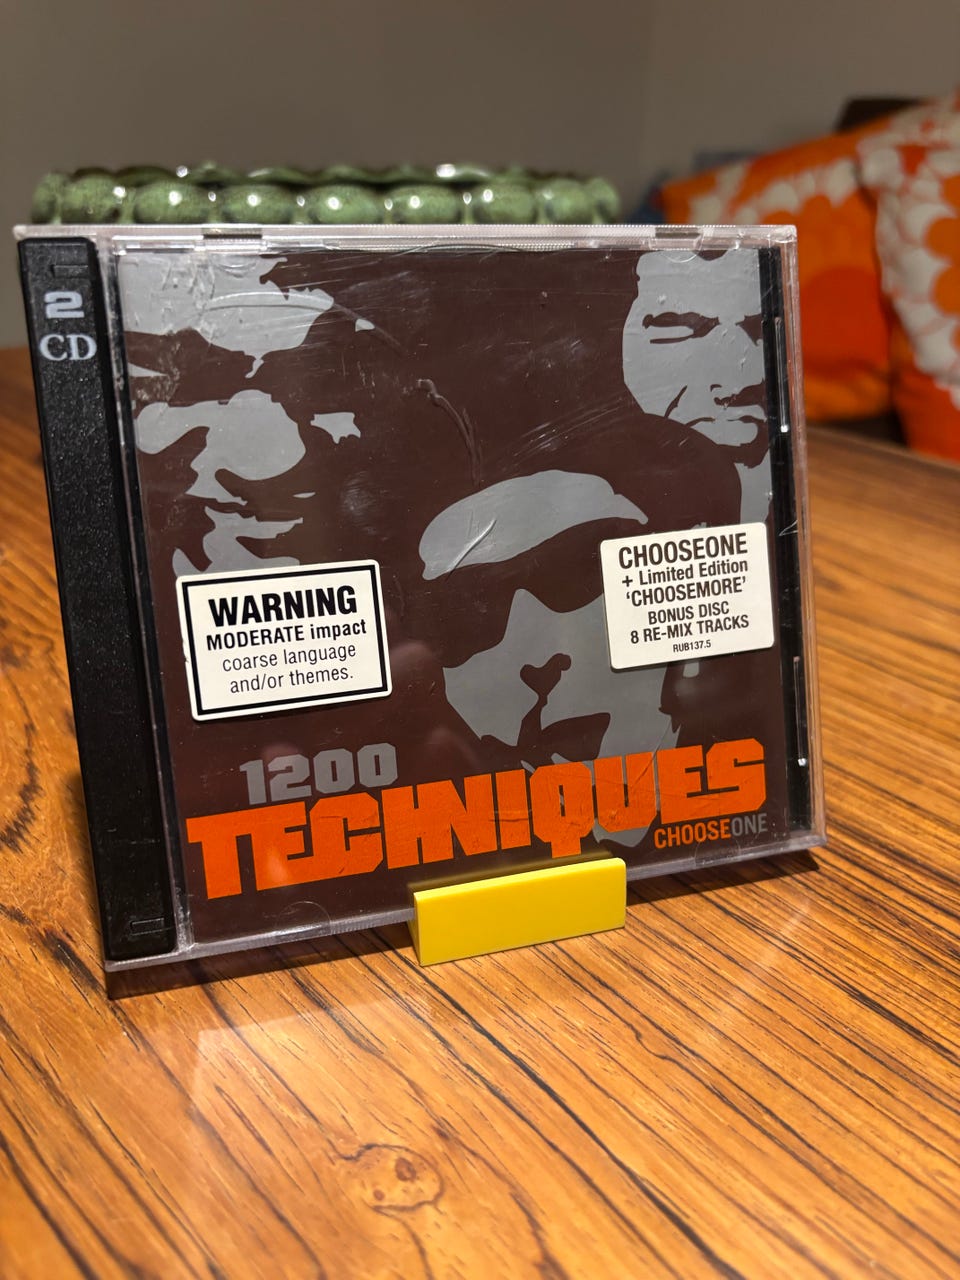 2
CD
WARNING
MODERATE impact
coarse language
and/or themes.
CHOOSEONE
+ Limited Edition
'CHOOSEMORE'
BONUS DISC
8 RE-MIX TRACKS
RUB137.5
1200
TECHNIQUES
CHOOSEONE